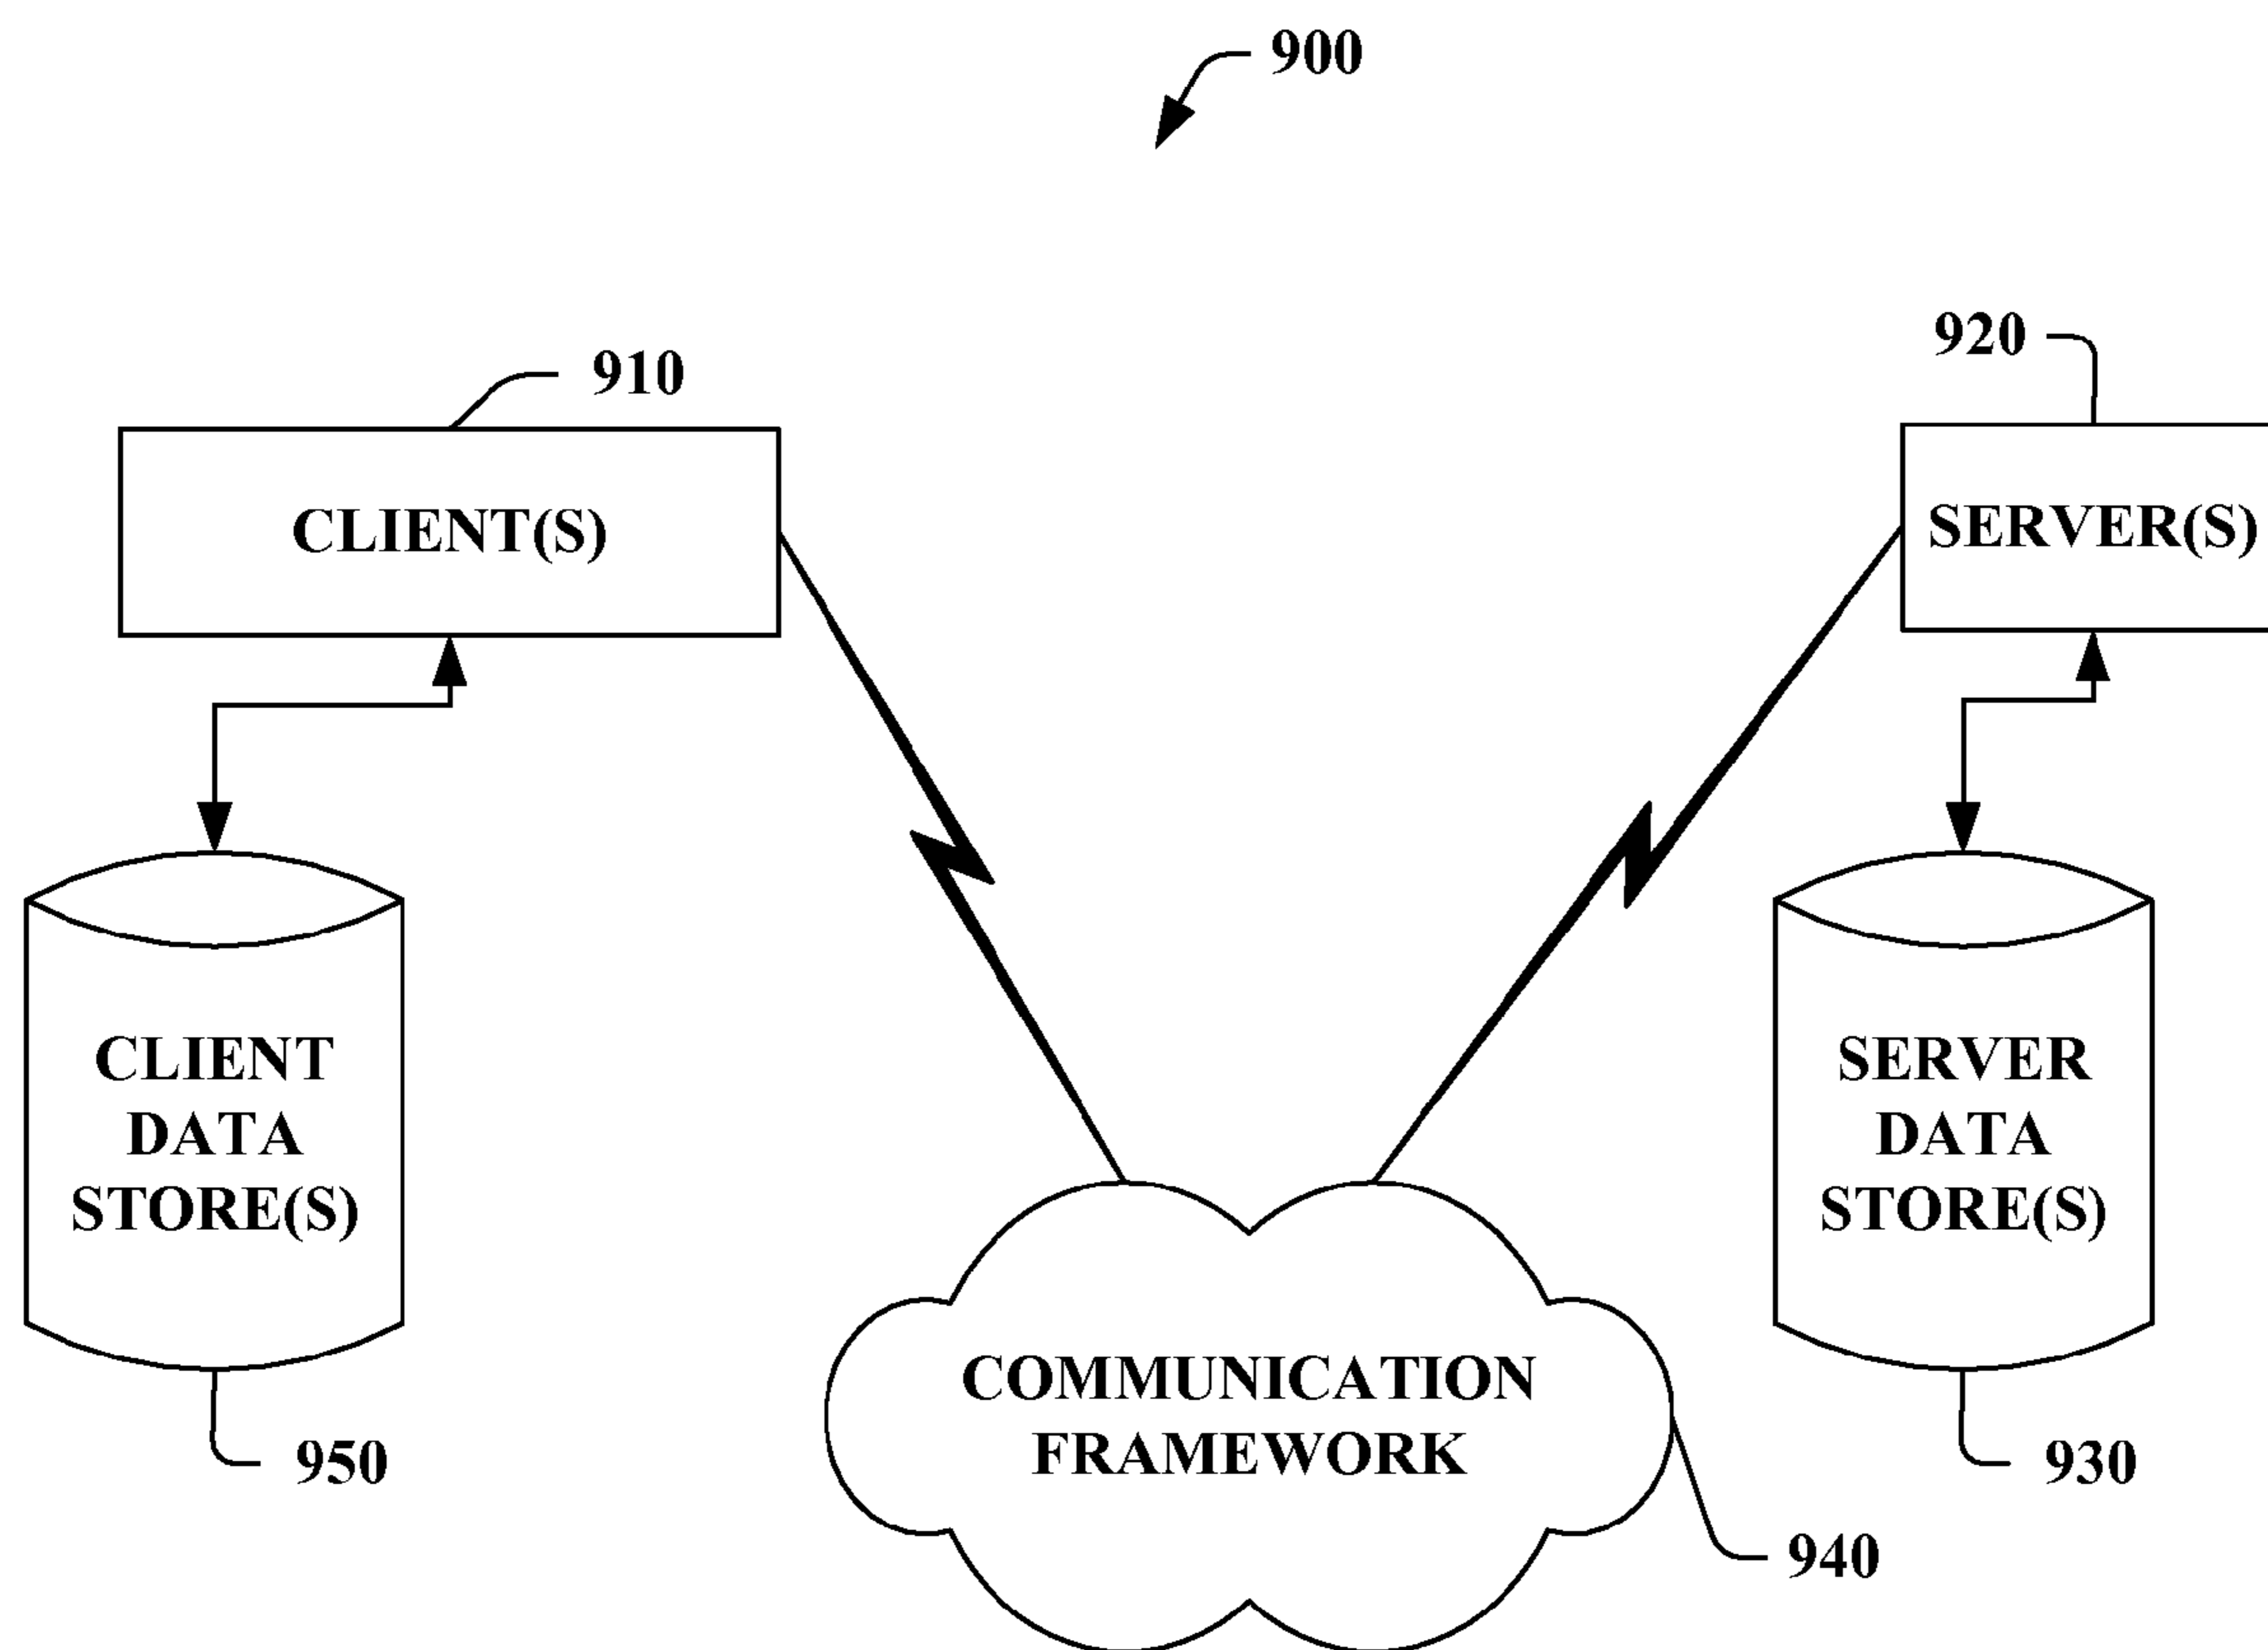 900
920
910
CLIENT(S)
SERVER(S)
CLIENT
DATA
STORE(S)
SERVER
DATA
STORE(S)
COMMUNICATION
FRAMEWORK
950
930
940